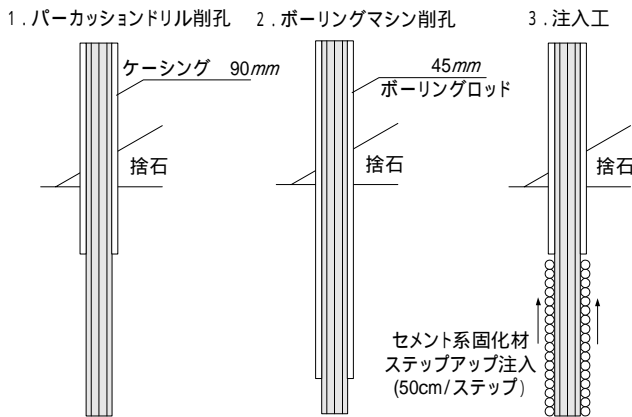 1．パーカッションドリル削孔
ケーシング 90mm
捨石
2．ボーリングマシン削孔
45mm
ボーリングロッド
捨石
3．注入工
捨石
セメント系固化材
ステップアップ注入
(50cm/ステップ)